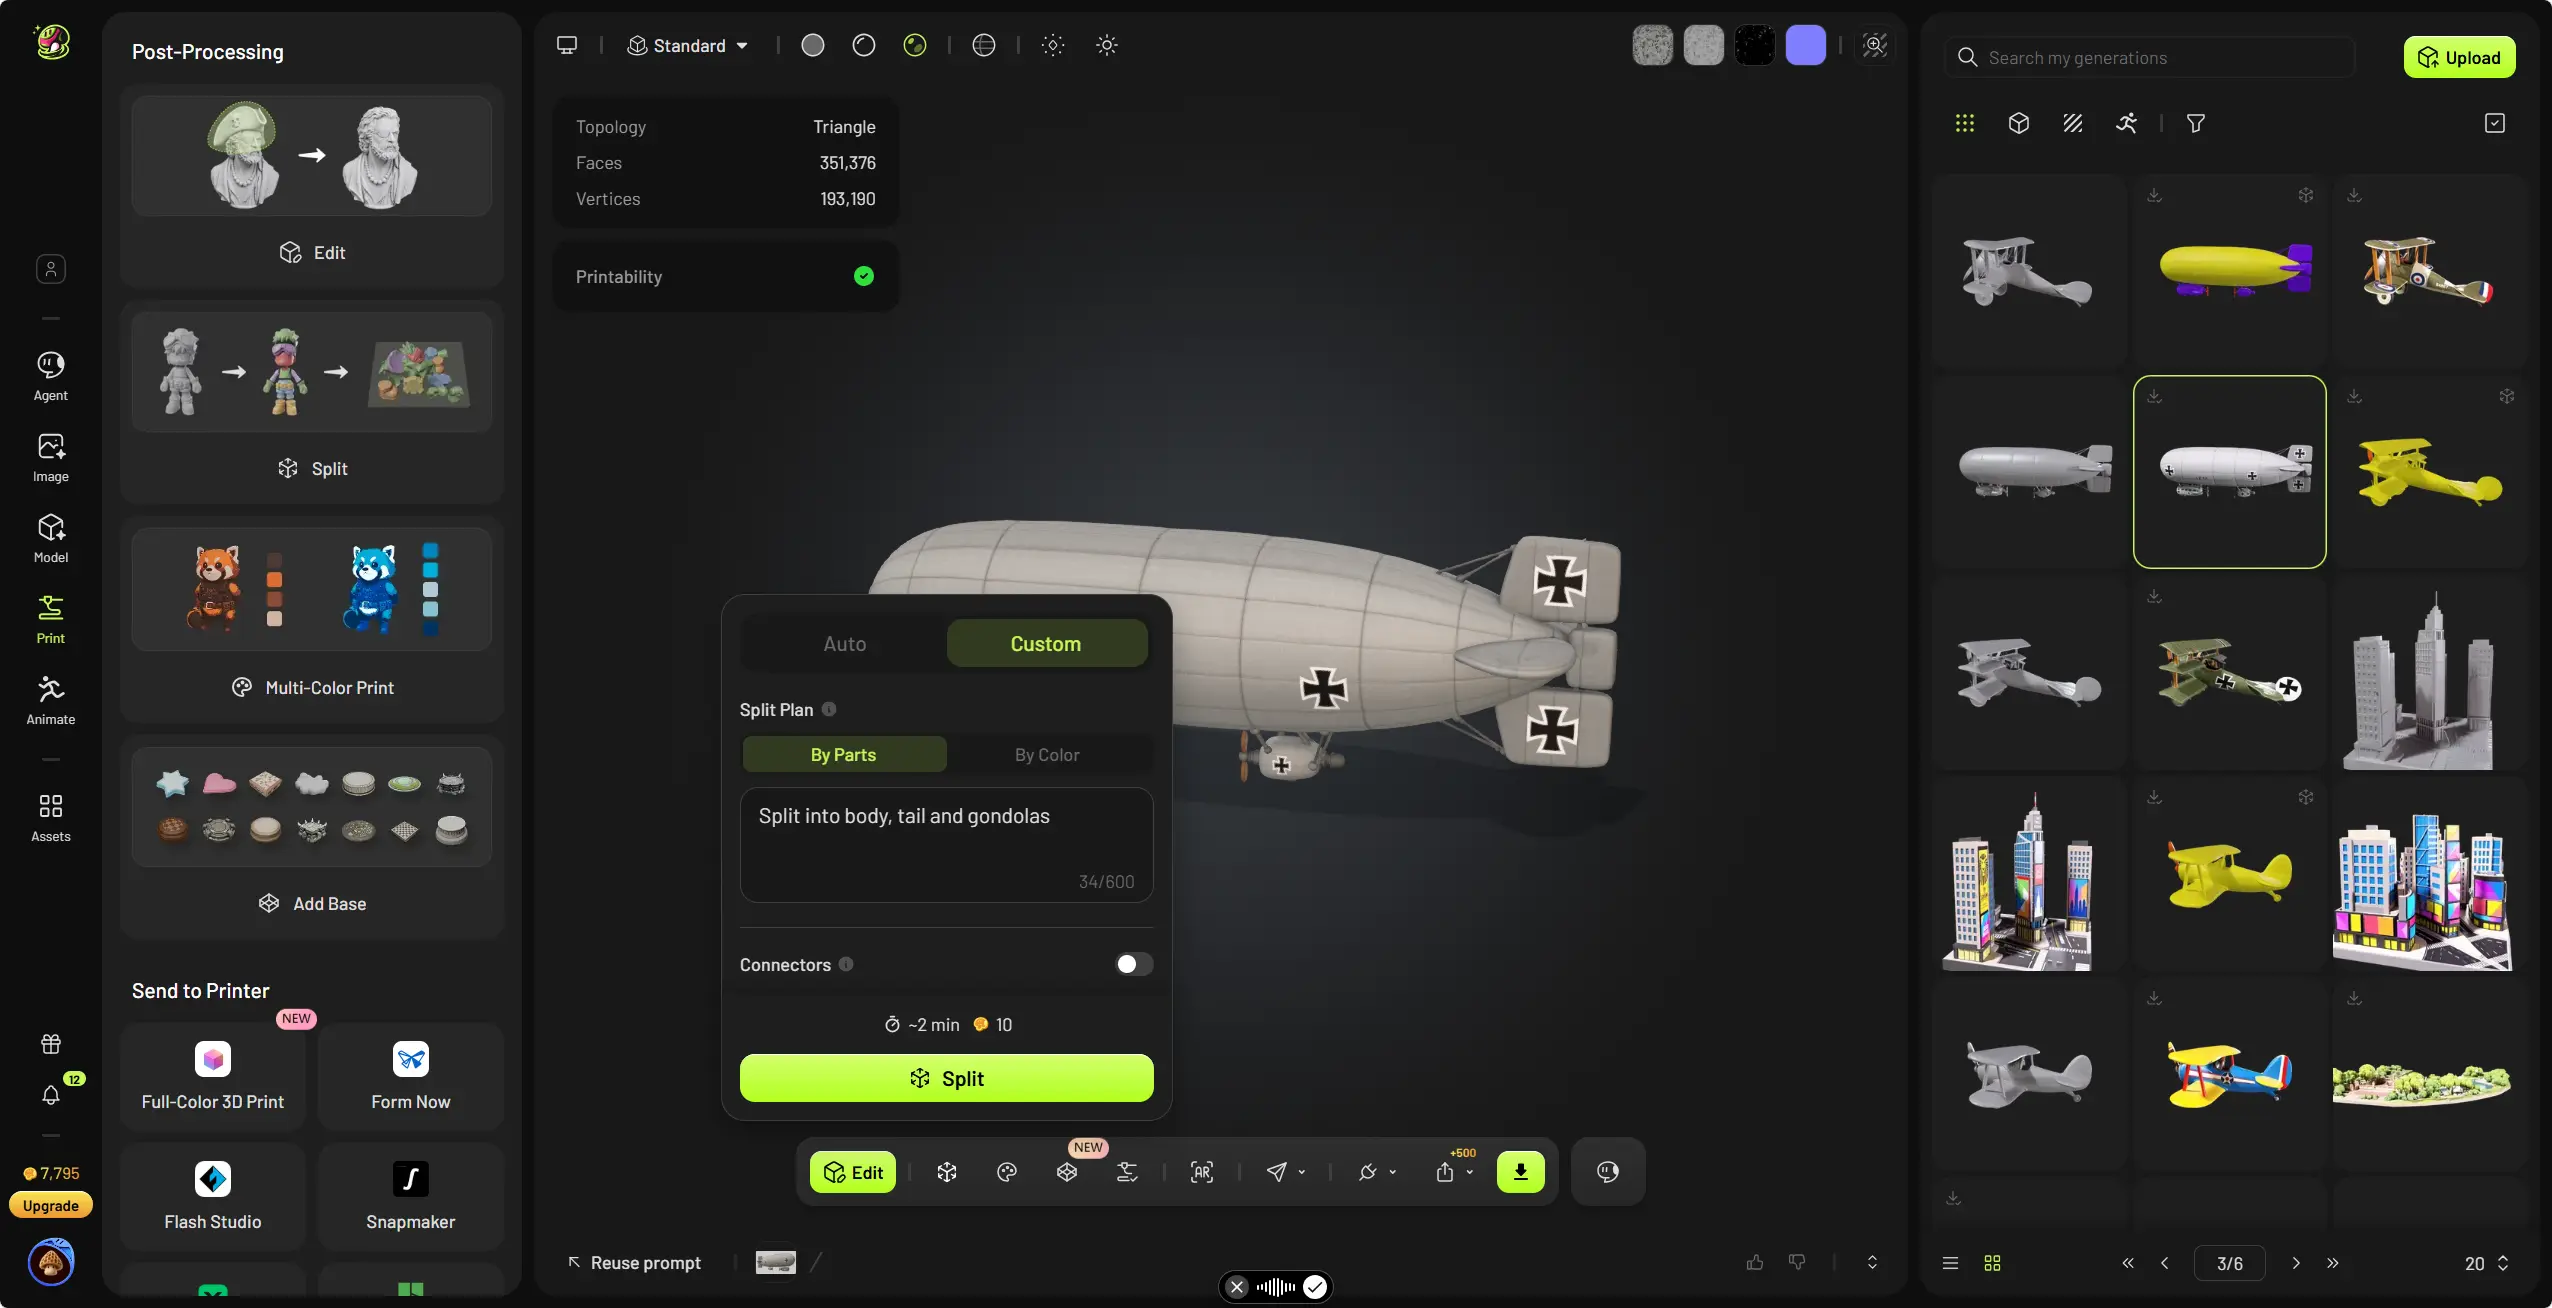 Post-Processing
Edit
Split
Multi-Color Print
Add Base
Send to Printer
NEW
Full-Color 3D Print
Form Now
Flash Studio
Snapmaker
Agent
Image
Model
Print
Animate
Assets
12
7,795
Upgrade
Standard
Topology Triangle
Faces 351,376
Vertices 193,190
Printability
Auto Custom
Split Plan
By Parts By Color
Split into body, tail and gondolas
34/600
Connectors
~2 min 10
Split
NEW
Edit
AR
+500
Reuse prompt
Search my generations
Upload
3/6
20